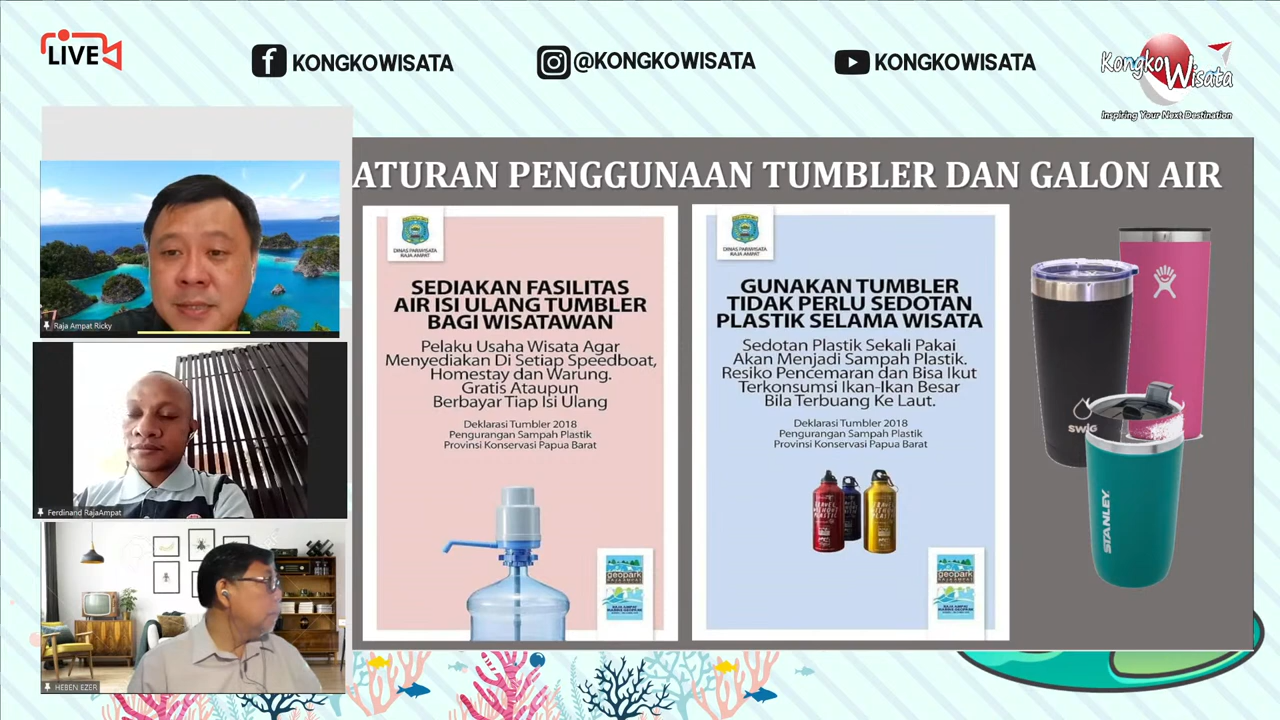 LIVE
KONGKOWISATA
@KONGKOWISATA
KONGKOWISATA
Kongko Wisata
Inspiring Your Next Destination
ATURAN PENGGUNAAN TUMBLER DAN GALON AIR
Raja Ampat Ricky
Ferdinand RajaAmpat
HEBEN EZER
DINAS PARIWISATA
RAJA AMPAT
SEDIAKAN FASILITAS
AIR ISI ULANG TUMBLER
BAGI WISATAWAN
Pelaku Usaha Wisata Agar
Menyediakan Di Setiap Speedboat,
Homestay dan Warung.
Gratis Ataupun
Berbayar Tiap Isi Ulang
Deklarasi Tumbler 2018
Pengurangan Sampah Plastik
Provinsi Konservasi Papua Barat
geopark
DINAS PARIWISATA
RAJA AMPAT
GUNAKAN TUMBLER
TIDAK PERLU SEDOTAN
PLASTIK SELAMA WISATA
Sedotan Plastik Sekali Pakai
Akan Menjadi Sampah Plastik.
Resiko Pencemaran dan Bisa Ikut
Terkonsumsi Ikan-Ikan Besar
Bila Terbuang Ke Laut.
Deklarasi Tumbler 2018
Pengurangan Sampah Plastik
Provinsi Konservasi Papua Barat
geopark
SWIG
STANLEY